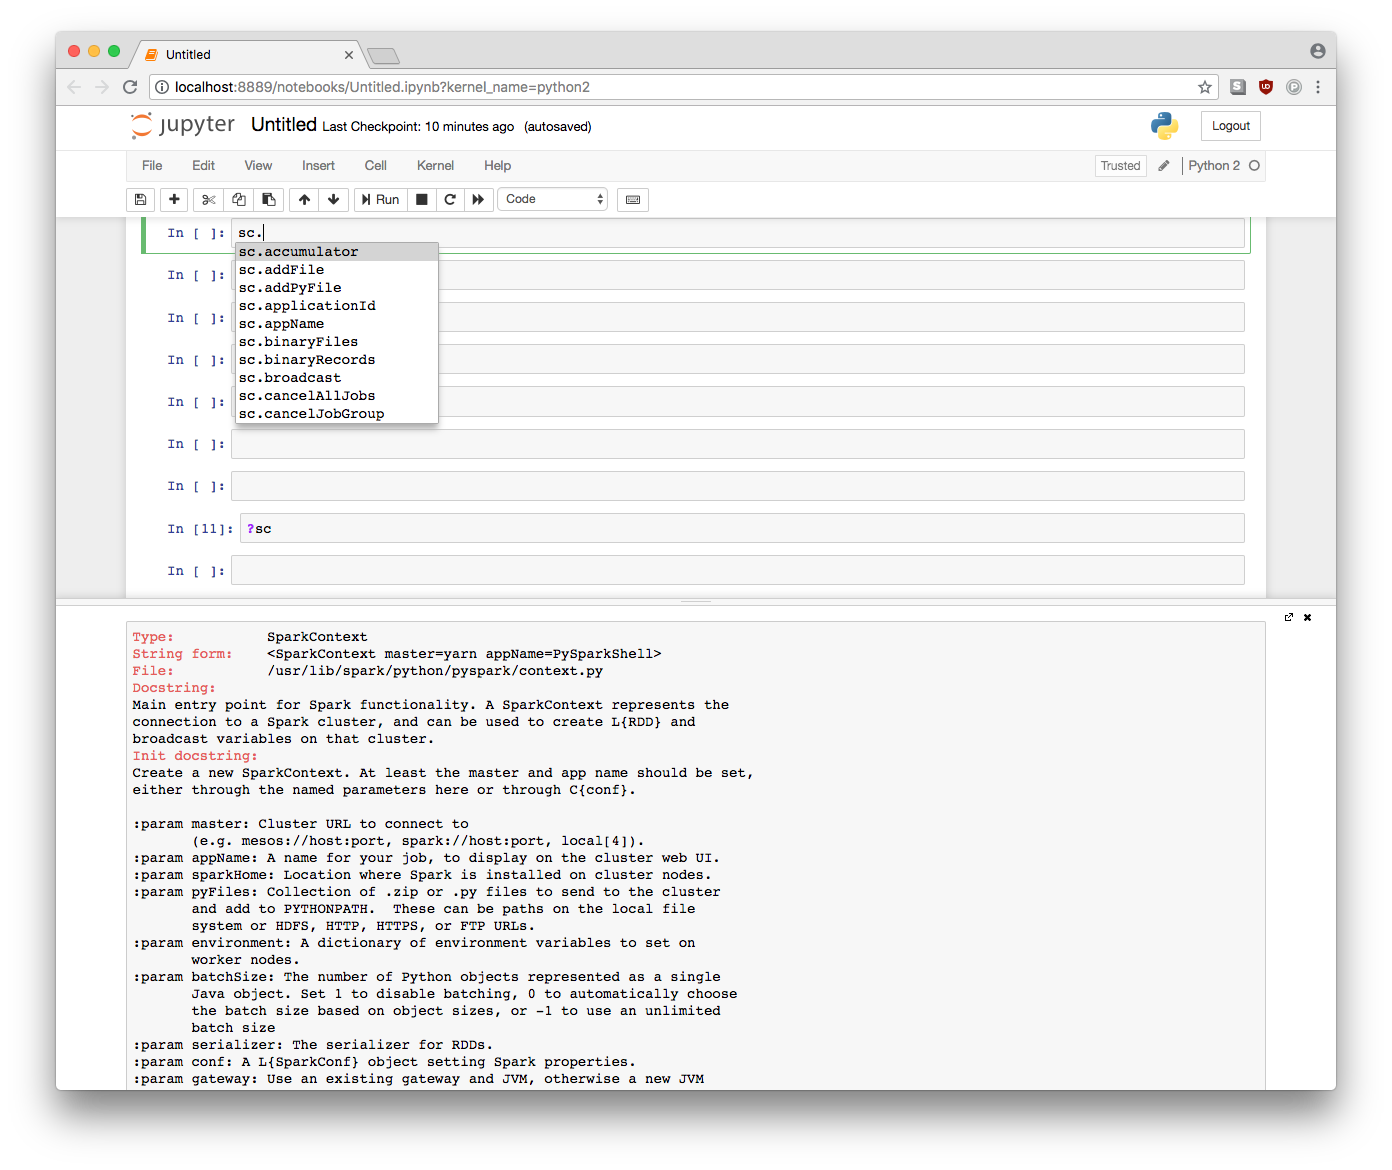 Untitled
localhost:8889/notebooks/Untitled.ipynb?kernel_name=python2
jupyter Untitled Last Checkpoint: 10 minutes ago (autosaved)
Logout
File Edit View Insert Cell Kernel Help
Trusted Python 2
Run Code
In [ ]: sc.
sc.accumulator
sc.addFile
In [ ]:
sc.addPyFile
sc.applicationId
In [ ]:
sc.appName
sc.binaryFiles
In [ ]:
sc.binaryRecords
sc.broadcast
sc.cancelAllJobs
In [ ]:
sc.cancelJobGroup
In [ ]:
In [ ]:
In [11]: ?sc
In [ ]:
Type: SparkContext
String form: <SparkContext master=yarn appName=PySparkShell>
File: /usr/lib/spark/python/pyspark/context.py
Docstring:
Main entry point for Spark functionality. A SparkContext represents the
connection to a Spark cluster, and can be used to create L{RDD} and
broadcast variables on that cluster.
Init docstring:
Create a new SparkContext. At least the master and app name should be set,
either through the named parameters here or through C{conf}.
:param master: Cluster URL to connect to
(e.g. mesos://host:port, spark://host:port, local[4]).
:param appName: A name for your job, to display on the cluster web UI.
:param sparkHome: Location where Spark is installed on cluster nodes.
:param pyFiles: Collection of .zip or .py files to send to the cluster
and add to PYTHONPATH.  These can be paths on the local file
system or HDFS, HTTP, HTTPS, or FTP URLs.
:param environment: A dictionary of environment variables to set on
worker nodes.
:param batchSize: The number of Python objects represented as a single
Java object. Set 1 to disable batching, 0 to automatically choose
the batch size based on object sizes, or -1 to use an unlimited
batch size
:param serializer: The serializer for RDDs.
:param conf: A L{SparkConf} object setting Spark properties.
:param gateway: Use an existing gateway and JVM, otherwise a new JVM